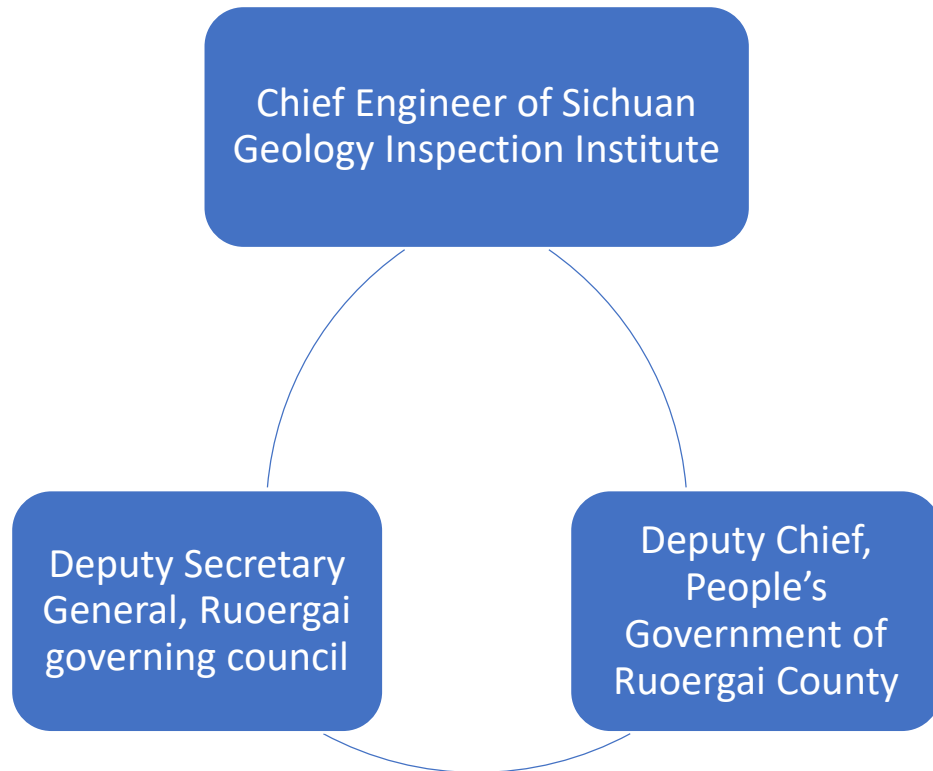 Chief Engineer of Sichuan
Geology Inspection Institute
Deputy Secretary
General, Ruoergai
governing council
Deputy Chief,
People’s
Government of
Ruoergai County